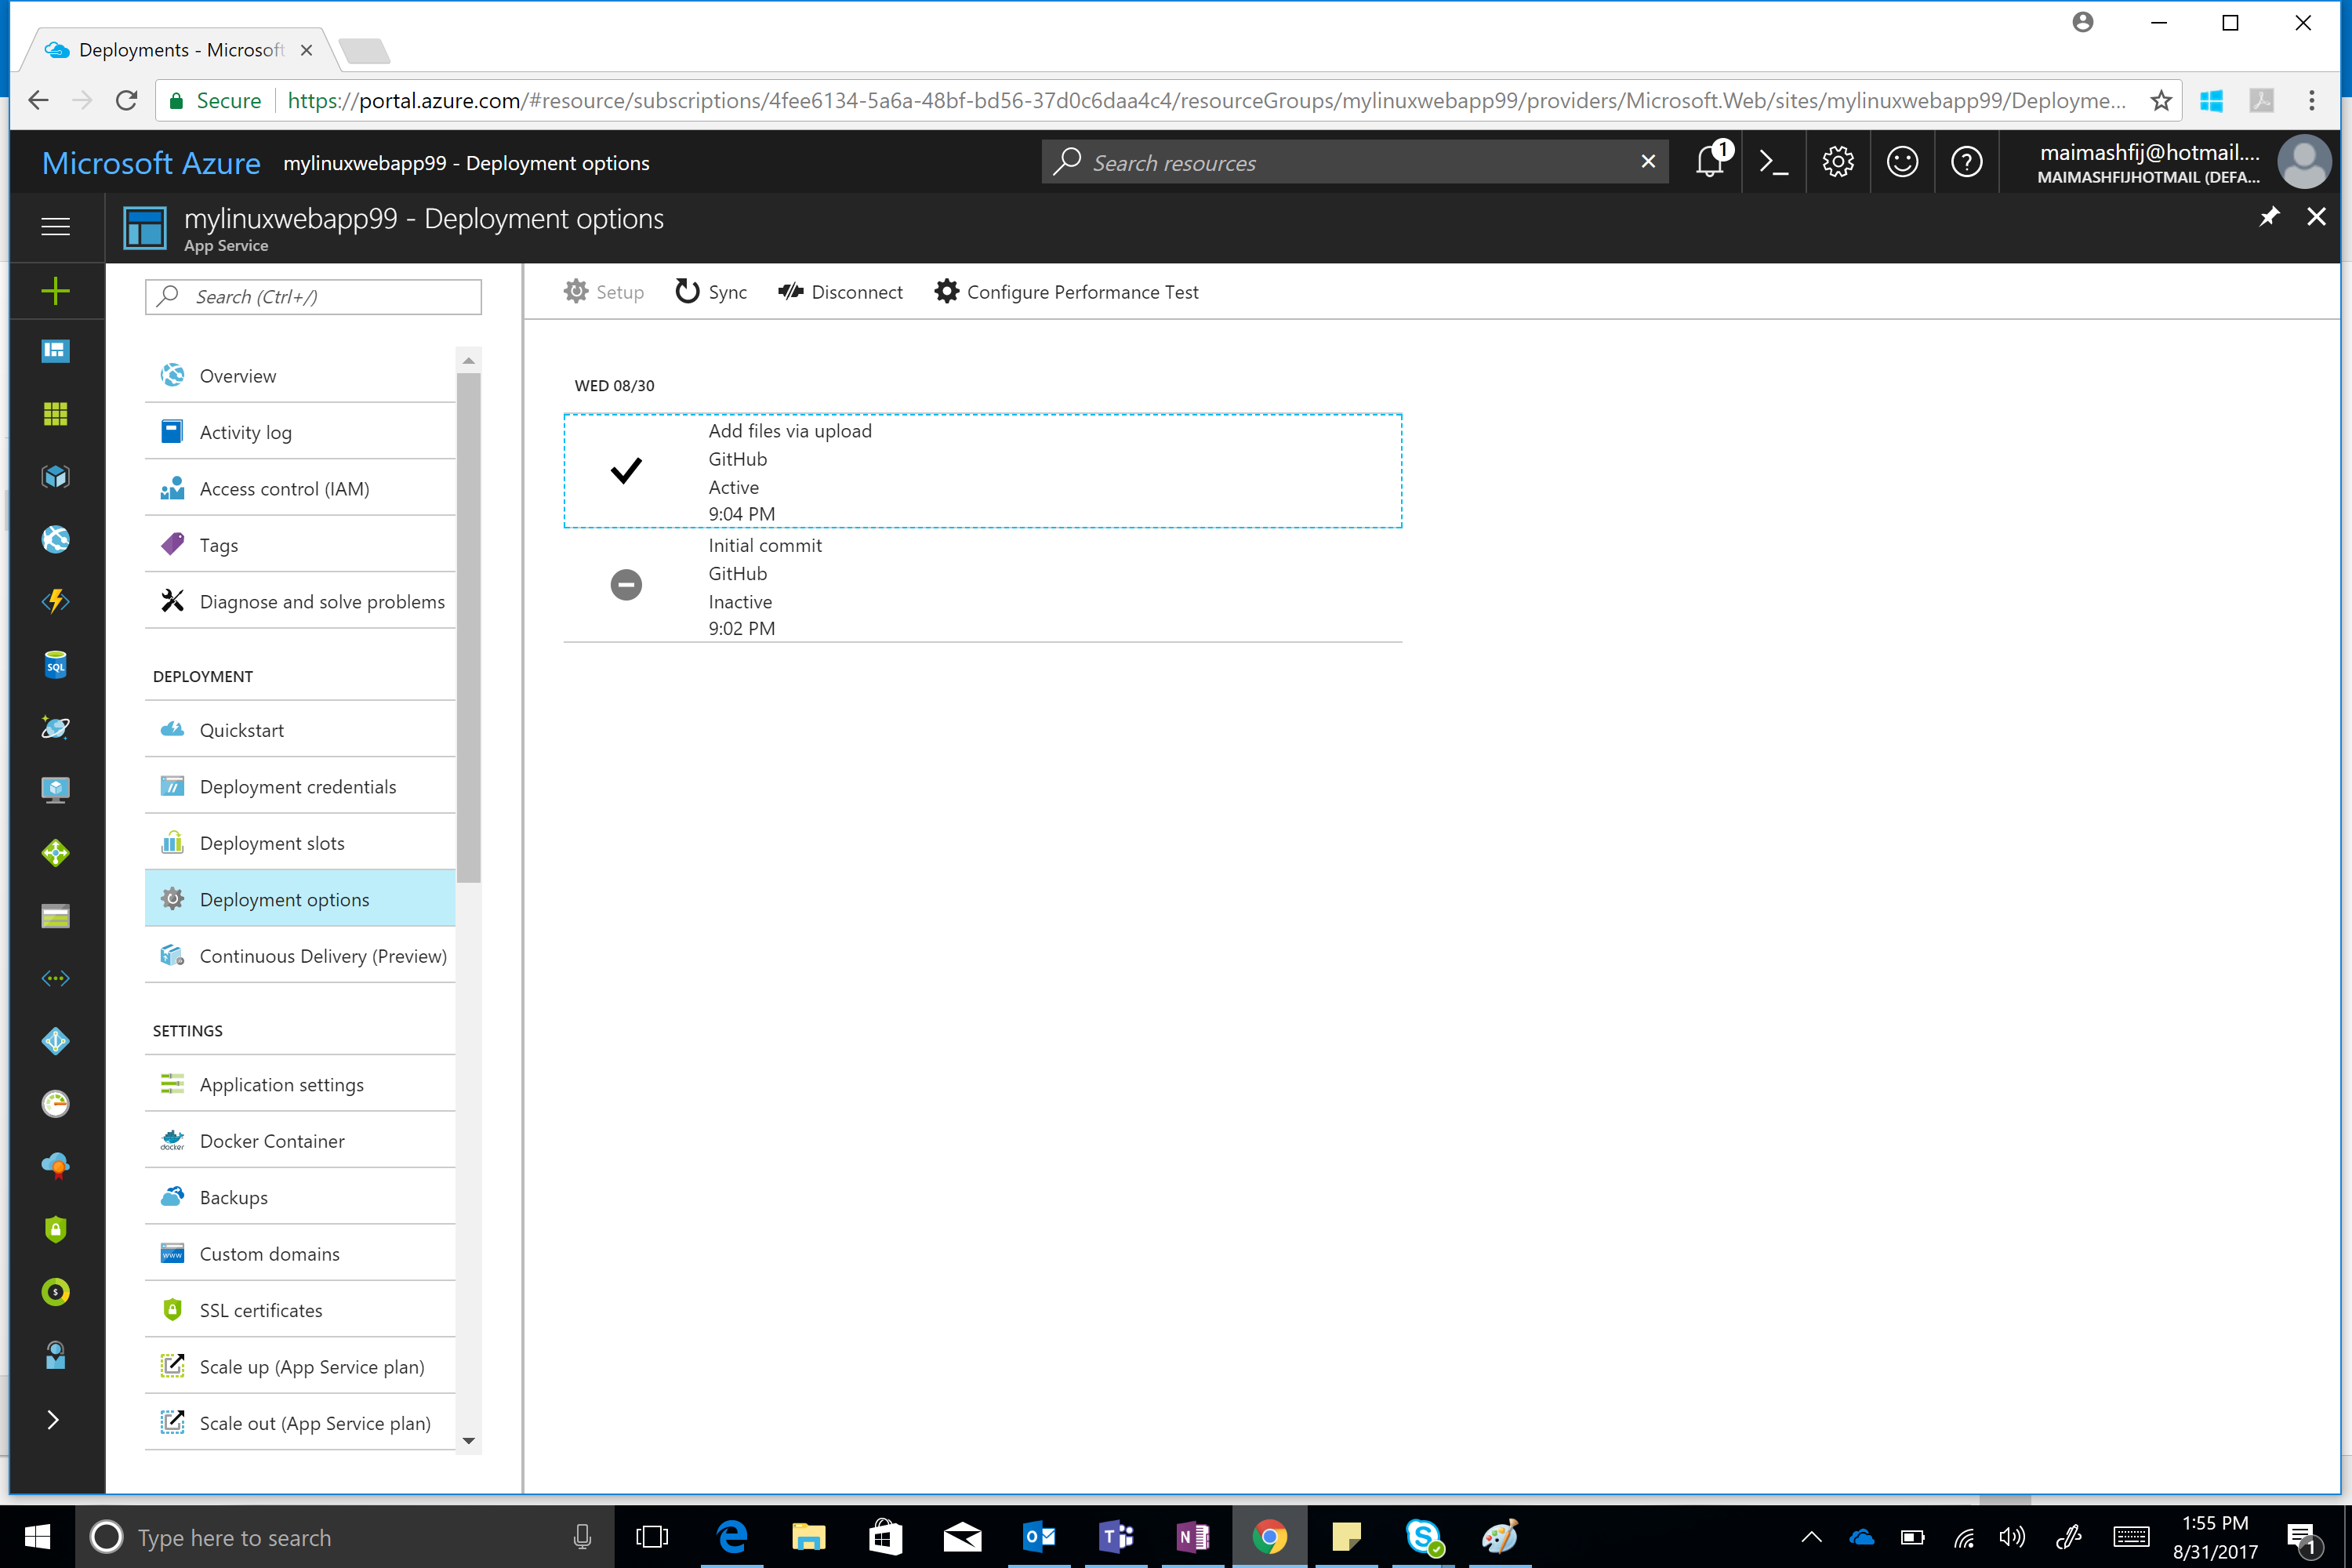 Deployments - Microsoft
Secure
https://portal.azure.com/#resource/subscriptions/4fee6134-5a6a-48bf-bd56-37d0c6daa4c4/resourceGroups/mylinuxwebapp99/providers/Microsoft.Web/sites/mylinuxwebapp99/Deployme...
Microsoft Azure
mylinuxwebapp99 - Deployment options
Search resources
1
maimashfij@hotmail....
MAIMASHFIJHOTMAIL (DEFA...
mylinuxwebapp99 - Deployment options
App Service
Search (Ctrl+/)
Overview
Activity log
Access control (IAM)
Tags
Diagnose and solve problems
DEPLOYMENT
Quickstart
Deployment credentials
Deployment slots
Deployment options
Continuous Delivery (Preview)
SETTINGS
Application settings
docker
Docker Container
Backups
www
Custom domains
SSL certificates
Scale up (App Service plan)
Scale out (App Service plan)
SQL
Setup
Sync
Disconnect
Configure Performance Test
WED 08/30
Add files via upload
GitHub
Active
9:04 PM
Initial commit
GitHub
Inactive
9:02 PM
Type here to search
1:55 PM
8/31/2017
1